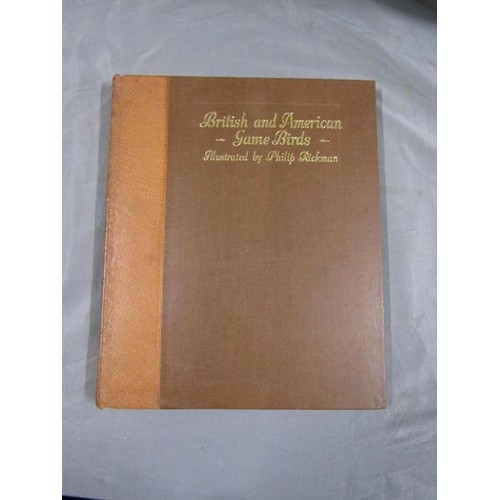 British and American
- Game Birds -
Illustrated by Philip Rickman